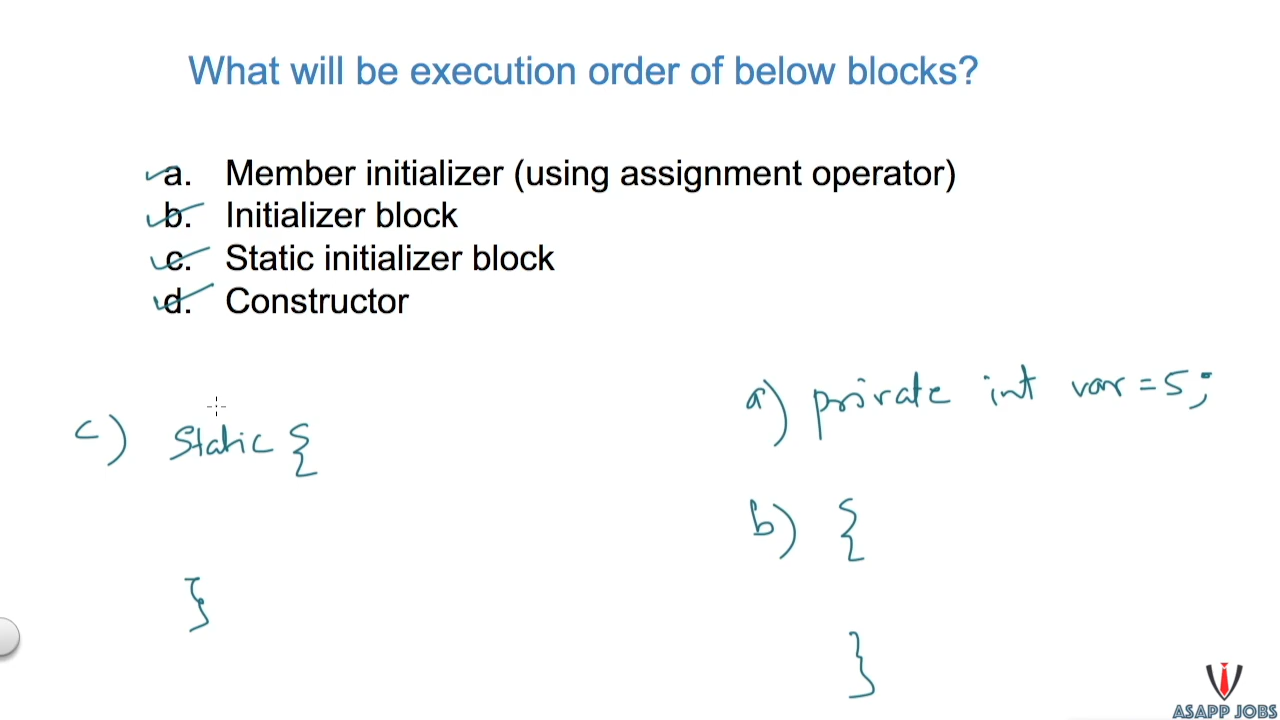 What will be execution order of below blocks?
a. Member initializer (using assignment operator)
b. Initializer block
c. Static initializer block
d. Constructor
a) private int var = 5;
c) Static {
}
b) {
}
ASAPP JOBS